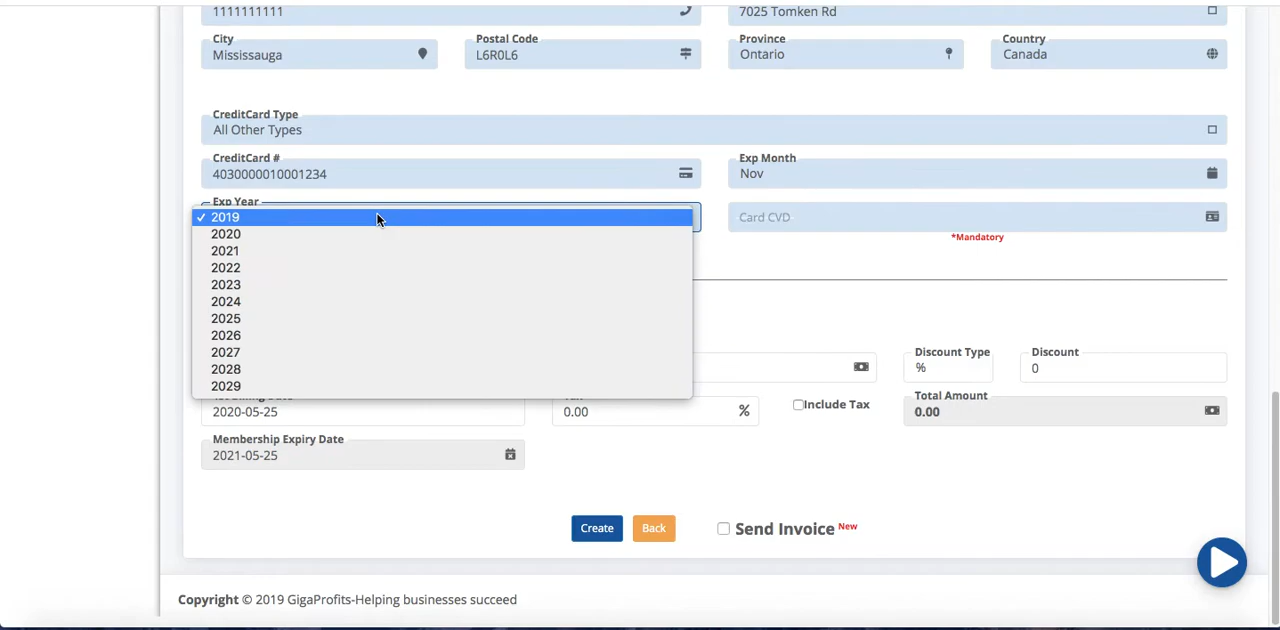 1111111111 7025 Tomken Rd
City Postal Code Province Country
Mississauga L6R0L6 Ontario Canada
CreditCard Type
All Other Types
CreditCard # Exp Month
4030000010001234 Nov
Exp Year
✓ 2019 Card CVD
2020 *Mandatory
2021
2022
2023
2024
2025
2026
2027 Discount Type Discount
2028 % 0
2029
Total Amount
2020-05-25 0.00 % Include Tax 0.00
Membership Expiry Date
2021-05-25
Create Back Send Invoice New
Copyright © 2019 GigaProfits-Helping businesses succeed